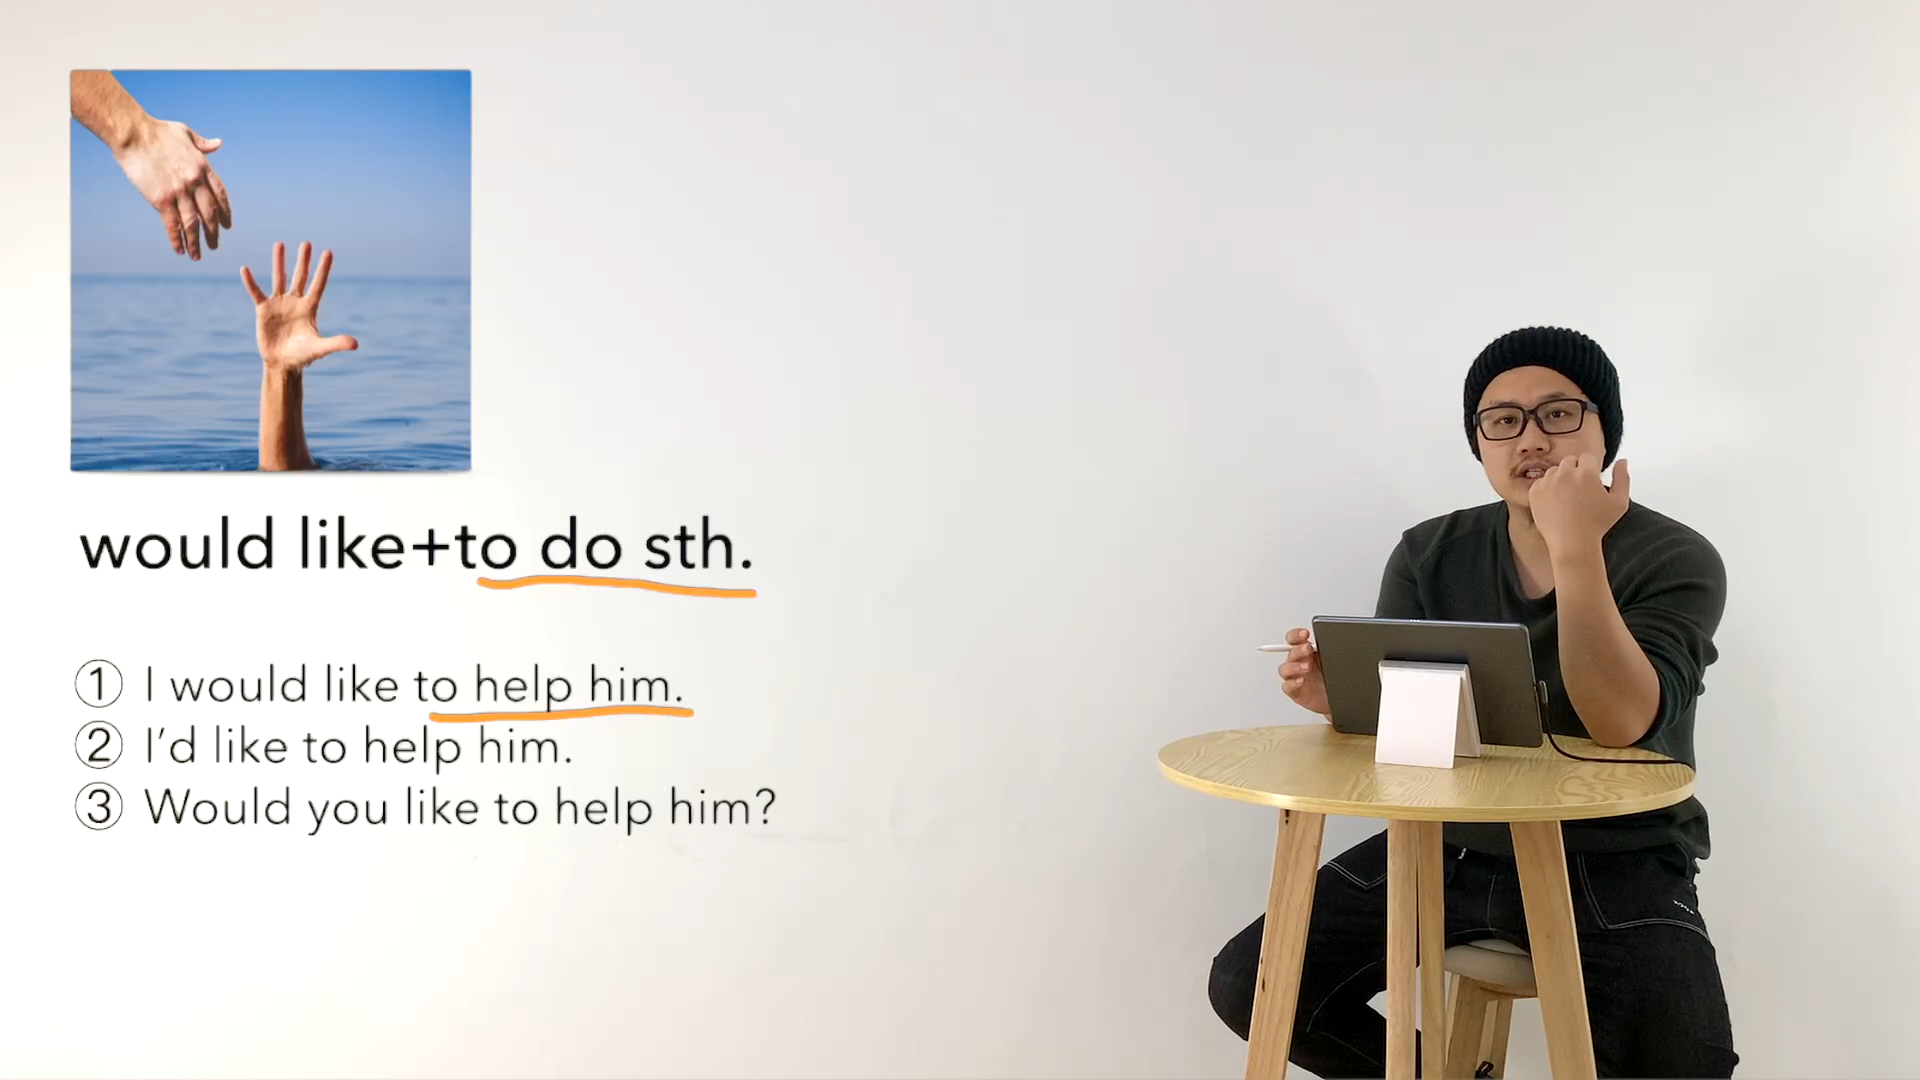 would like+to do sth.
① I would like to help him.
② I’d like to help him.
③ Would you like to help him?